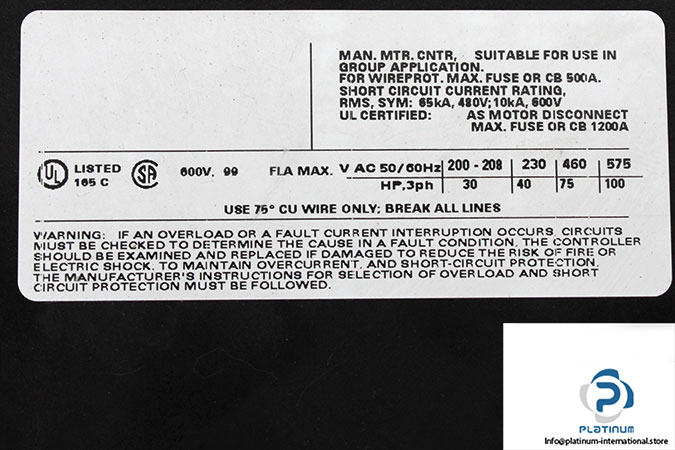 MAN. MTR. CNTR, SUITABLE FOR USE IN
GROUP APPLICATION.
FOR WIREPROT. MAX. FUSE OR CB 500A.
SHORT CIRCUIT CURRENT RATING,
RMS, SYM: 65kA, 480V; 10kA, 600V
UL CERTIFIED: AS MOTOR DISCONNECT
MAX. FUSE OR CB 1200A
UL LISTED
165 C
SA
600V, 99
FLA MAX. V AC 50/60Hz 200 - 208 230 460 575
HP,3ph 30 40 75 100
USE 75° CU WIRE ONLY; BREAK ALL LINES
WARNING: IF AN OVERLOAD OR A FAULT CURRENT INTERRUPTION OCCURS, CIRCUITS
MUST BE CHECKED TO DETERMINE THE CAUSE IN A FAULT CONDITION, THE CONTROLLER
SHOULD BE EXAMINED AND REPLACED IF DAMAGED TO REDUCE THE RISK OF FIRE OR
ELECTRIC SHOCK. TO MAINTAIN OVERCURRENT, AND SHORT-CIRCUIT PROTECTION,
THE MANUFACTURER'S INSTRUCTIONS FOR SELECTION OF OVERLOAD AND SHORT
CIRCUIT PROTECTION MUST BE FOLLOWED.
PLATINUM
Info@platinum-international.store